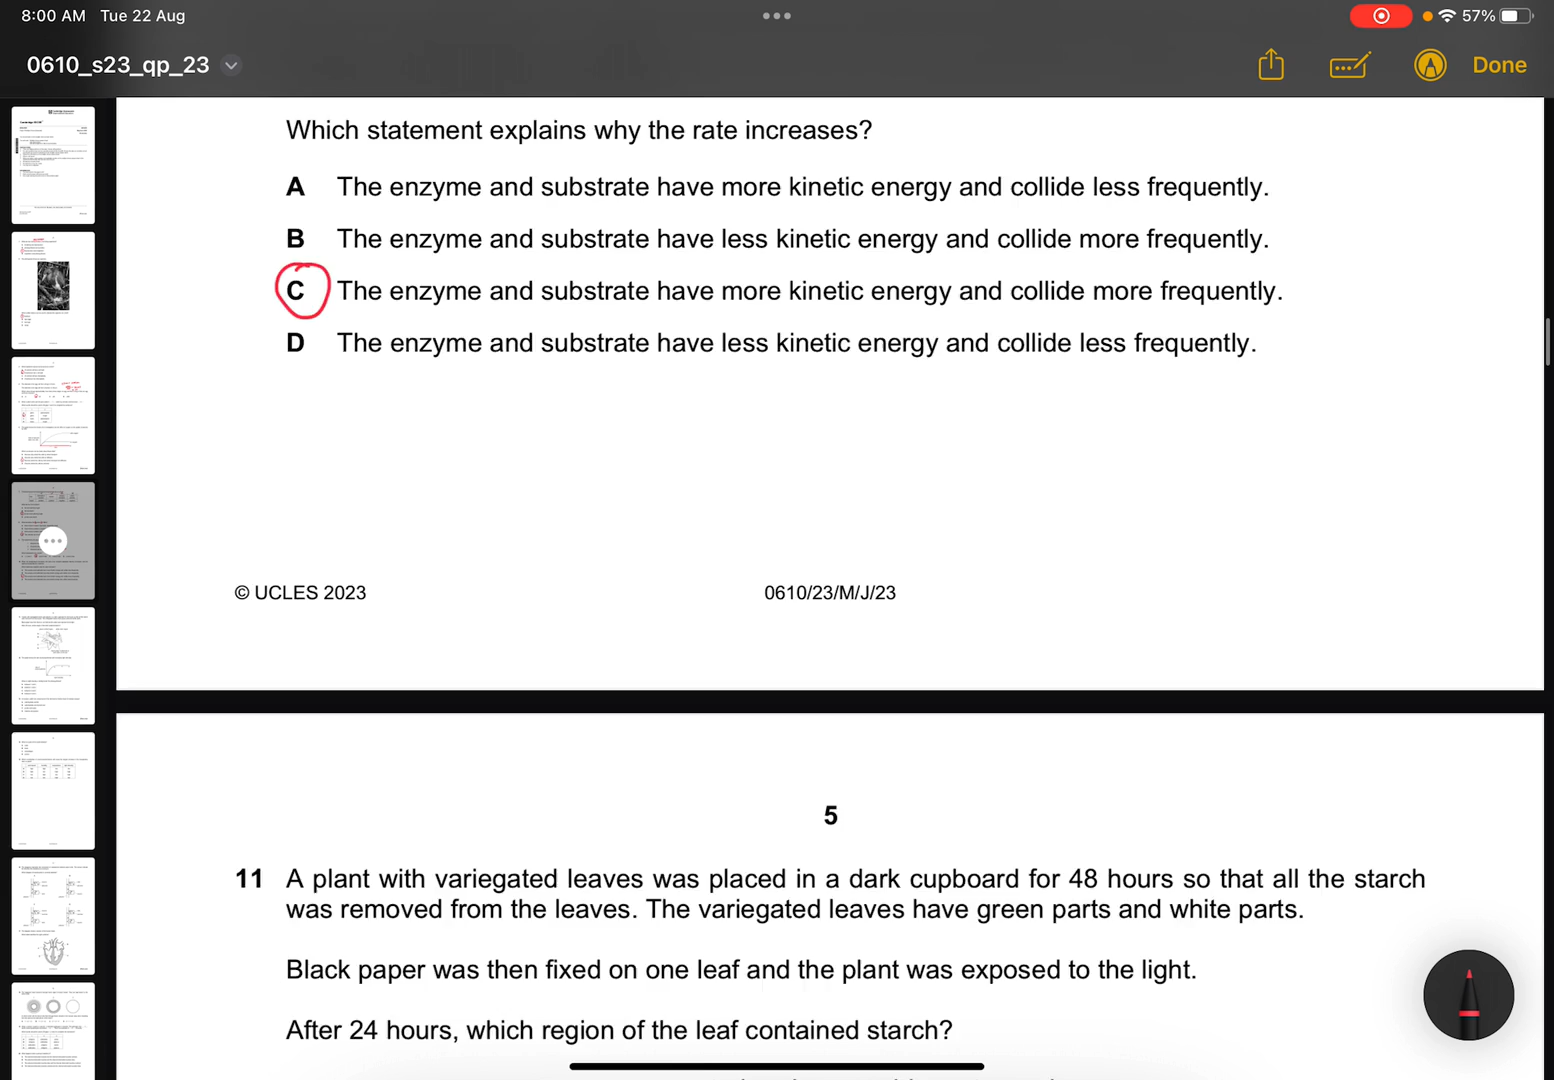 8:00 AM Tue 22 Aug
57%
0610_s23_qp_23
Done
Which statement explains why the rate increases?
A The enzyme and substrate have more kinetic energy and collide less frequently.
B The enzyme and substrate have less kinetic energy and collide more frequently.
C The enzyme and substrate have more kinetic energy and collide more frequently.
D The enzyme and substrate have less kinetic energy and collide less frequently.
© UCLES 2023 0610/23/M/J/23
5
11 A plant with variegated leaves was placed in a dark cupboard for 48 hours so that all the starch
was removed from the leaves. The variegated leaves have green parts and white parts.
Black paper was then fixed on one leaf and the plant was exposed to the light.
After 24 hours, which region of the leaf contained starch?